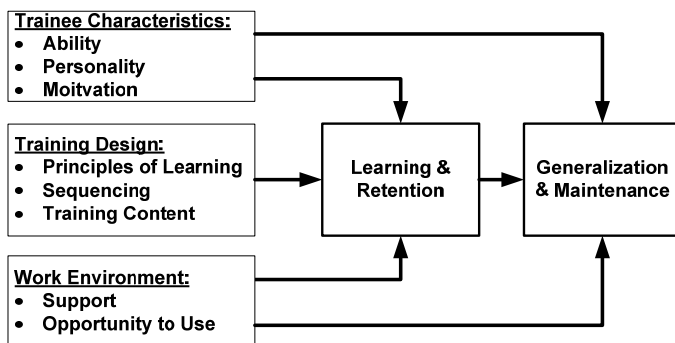 Trainee Characteristics:
• Ability
• Personality
• Moitvation
Training Design:
• Principles of Learning
• Sequencing
• Training Content
Learning &
Retention
Generalization
& Maintenance
Work Environment:
• Support
• Opportunity to Use